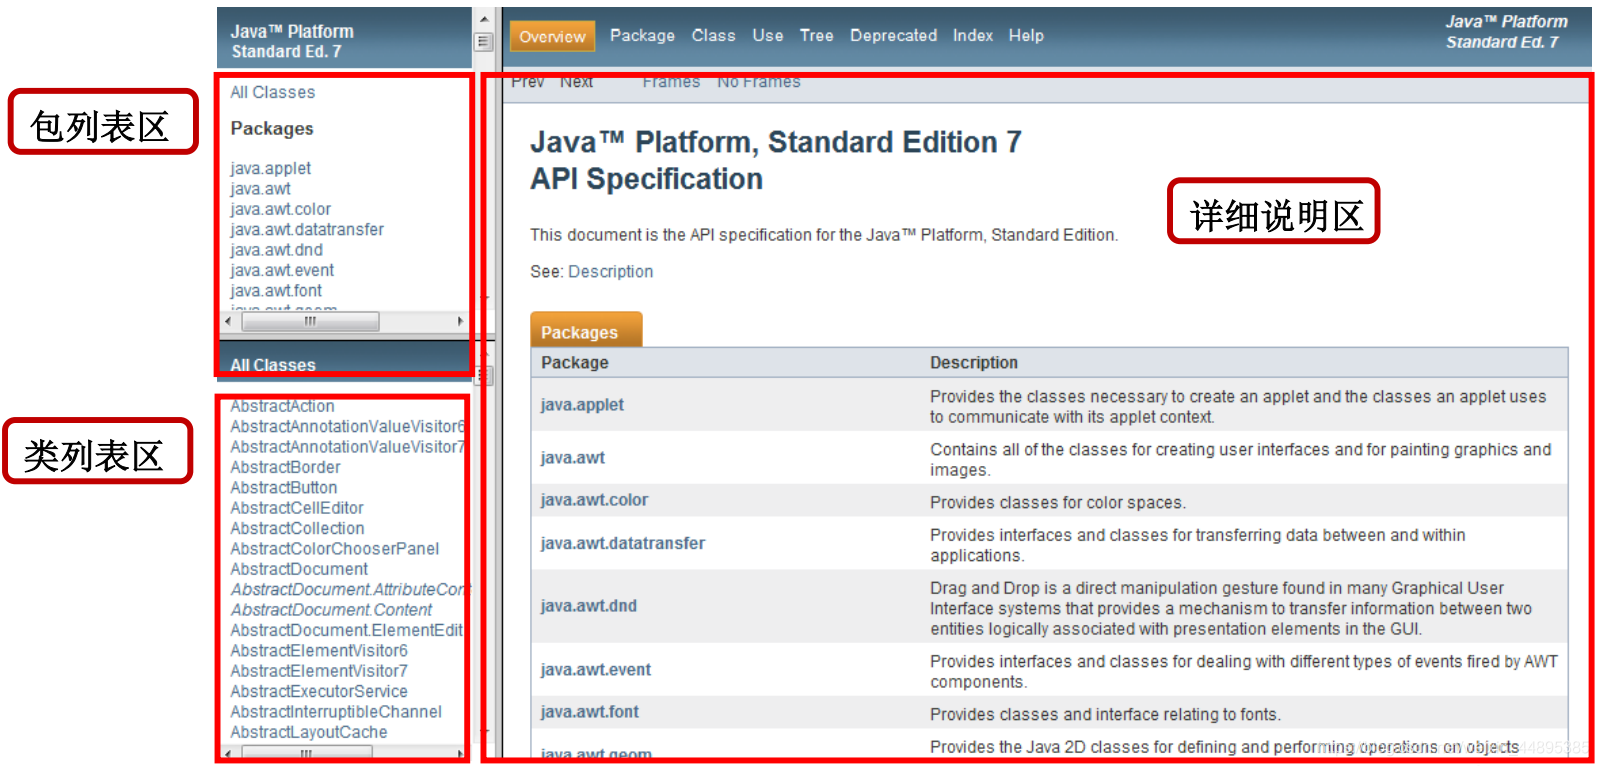 Java™ Platform
Standard Ed. 7
包列表区
All Classes
Packages
java.applet
java.awt
java.awt.color
java.awt.datatransfer
java.awt.dnd
java.awt.event
java.awt.font
java.awt.geom
类列表区
All Classes
AbstractAction
AbstractAnnotationValueVisitor6
AbstractAnnotationValueVisitor7
AbstractBorder
AbstractButton
AbstractCellEditor
AbstractCollection
AbstractColorChooserPanel
AbstractDocument
AbstractDocument.AttributeCont
AbstractDocument.Content
AbstractDocument.ElementEdit
AbstractElementVisitor6
AbstractElementVisitor7
AbstractExecutorService
AbstractInterruptibleChannel
AbstractLayoutCache
Overview Package Class Use Tree Deprecated Index Help
Java™ Platform
Standard Ed. 7
Prev Next Frames No Frames
Java™ Platform, Standard Edition 7
API Specification
详细说明区
This document is the API specification for the Java™ Platform, Standard Edition.
See: Description
Packages
Package Description
java.applet Provides the classes necessary to create an applet and the classes an applet uses
to communicate with its applet context.
java.awt Contains all of the classes for creating user interfaces and for painting graphics and
images.
java.awt.color Provides classes for color spaces.
java.awt.datatransfer Provides interfaces and classes for transferring data between and within
applications.
java.awt.dnd Drag and Drop is a direct manipulation gesture found in many Graphical User
Interface systems that provides a mechanism to transfer information between two
entities logically associated with presentation elements in the GUI.
java.awt.event Provides interfaces and classes for dealing with different types of events fired by AWT
components.
java.awt.font Provides classes and interface relating to fonts.
java.awt.geom Provides the Java 2D classes for defining and performing operations on objects